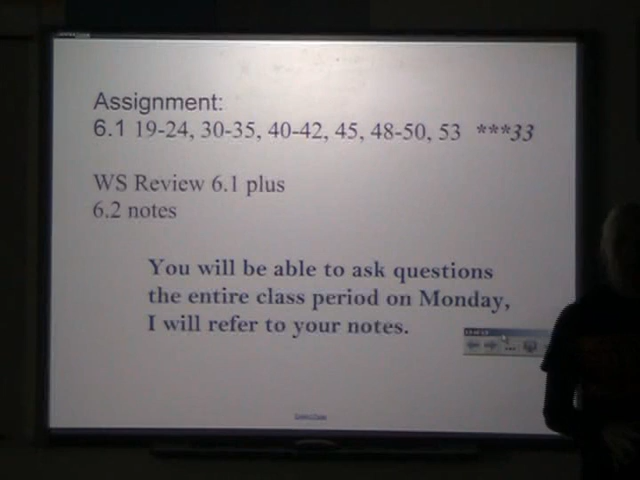 Assignment:
6.1 19-24, 30-35, 40-42, 45, 48-50, 53 ***33
WS Review 6.1 plus
6.2 notes
You will be able to ask questions
the entire class period on Monday,
I will refer to your notes.